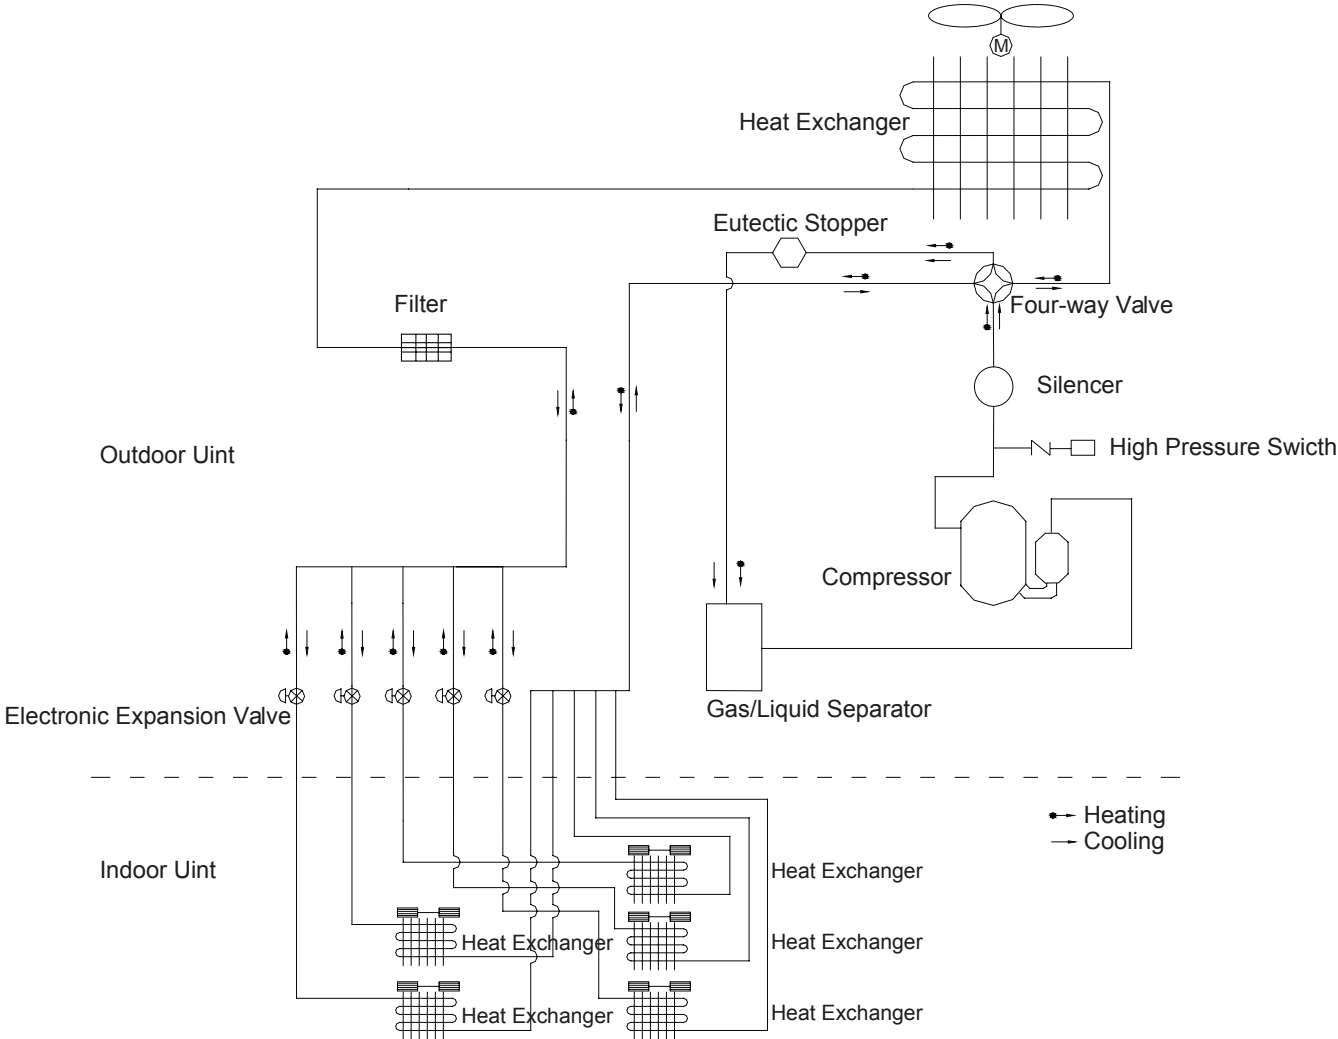 M
Heat Exchanger
Eutectic Stopper
Filter
Four-way Valve
Silencer
Outdoor Uint
High Pressure Swicth
Compressor
Electronic Expansion Valve
Gas/Liquid Separator
Heating
Cooling
Indoor Uint
Heat Exchanger
Heat Exchanger
Heat Exchanger
Heat Exchanger
Heat Exchanger